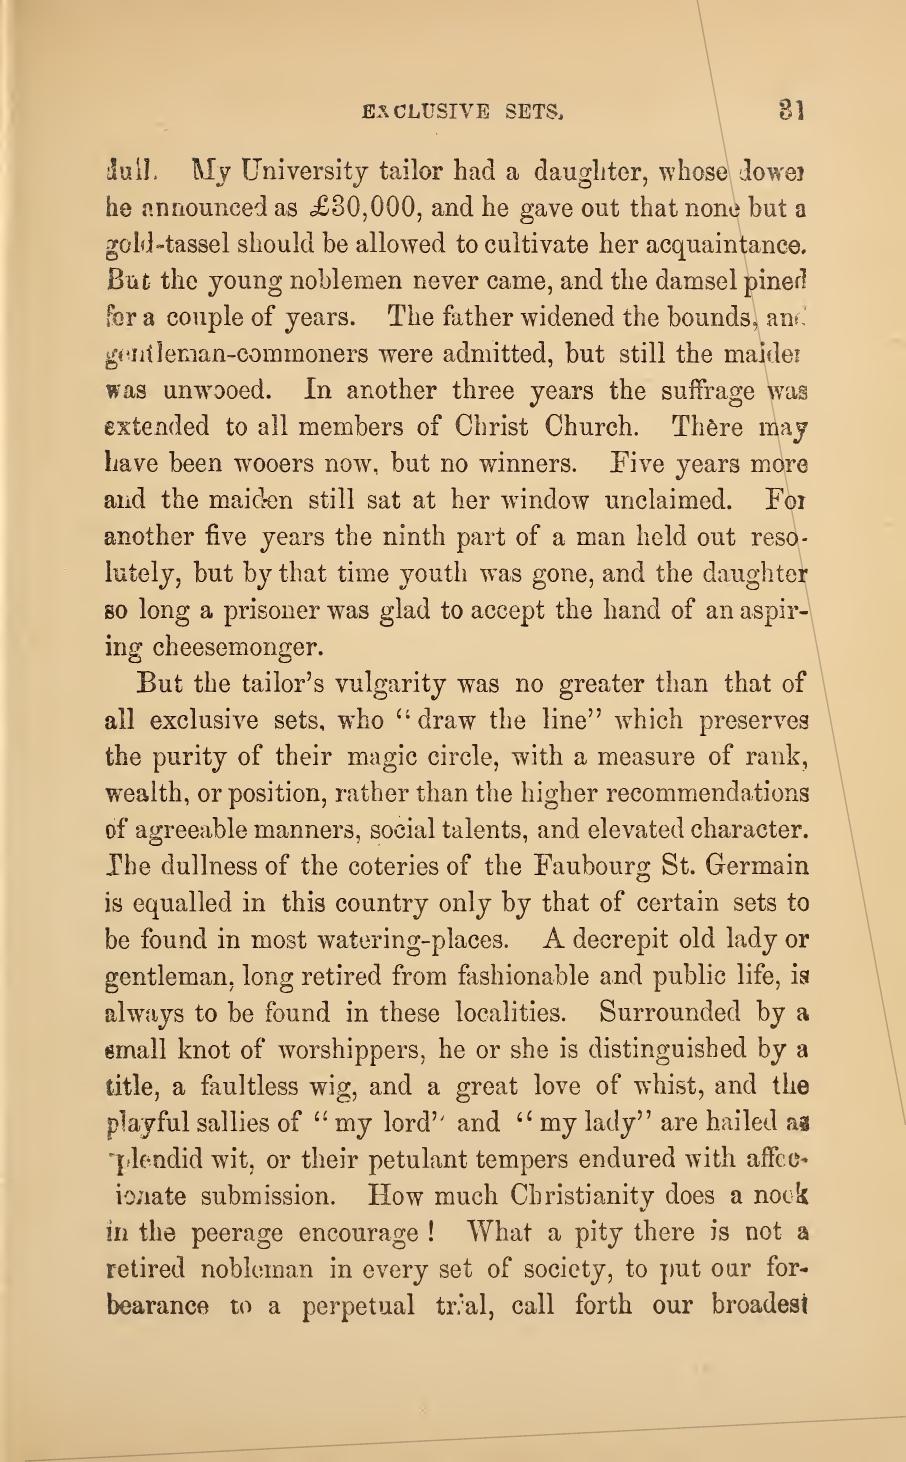 EXCLUSIVE SETS. 31
dull. My University tailor had a daughter, whose dower
he announced as £30,000, and he gave out that none but a
gold-tassel should be allowed to cultivate her acquaintance.
But the young noblemen never came, and the damsel pined
for a couple of years. The father widened the bounds, and
gentleman-commoners were admitted, but still the maiden
was unwooed. In another three years the suffrage was
extended to all members of Christ Church. There may
have been wooers now, but no winners. Five years more
and the maiden still sat at her window unclaimed. For
another five years the ninth part of a man held out reso-
lutely, but by that time youth was gone, and the daughter
so long a prisoner was glad to accept the hand of an aspir-
ing cheesemonger.
But the tailor's vulgarity was no greater than that of
all exclusive sets, who “draw the line” which preserves
the purity of their magic circle, with a measure of rank,
wealth, or position, rather than the higher recommendations
of agreeable manners, social talents, and elevated character.
The dullness of the coteries of the Faubourg St. Germain
is equalled in this country only by that of certain sets to
be found in most watering-places. A decrepit old lady or
gentleman, long retired from fashionable and public life, is
always to be found in these localities. Surrounded by a
small knot of worshippers, he or she is distinguished by a
title, a faultless wig, and a great love of whist, and the
playful sallies of “my lord” and “my lady” are hailed as
splendid wit, or their petulant tempers endured with affec-
tionate submission. How much Christianity does a nook
in the peerage encourage! What a pity there is not a
retired nobleman in every set of society, to put our for-
bearance to a perpetual trial, call forth our broadest